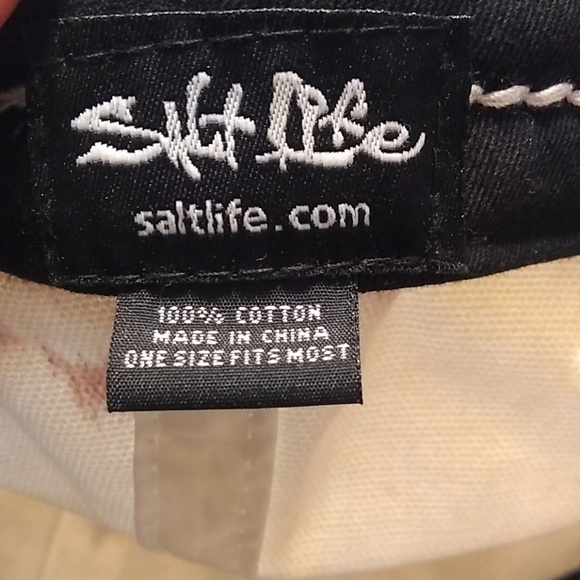 Salt Life
saltlife.com
100% COTTON
MADE IN CHINA
ONE SIZE FITS MOST